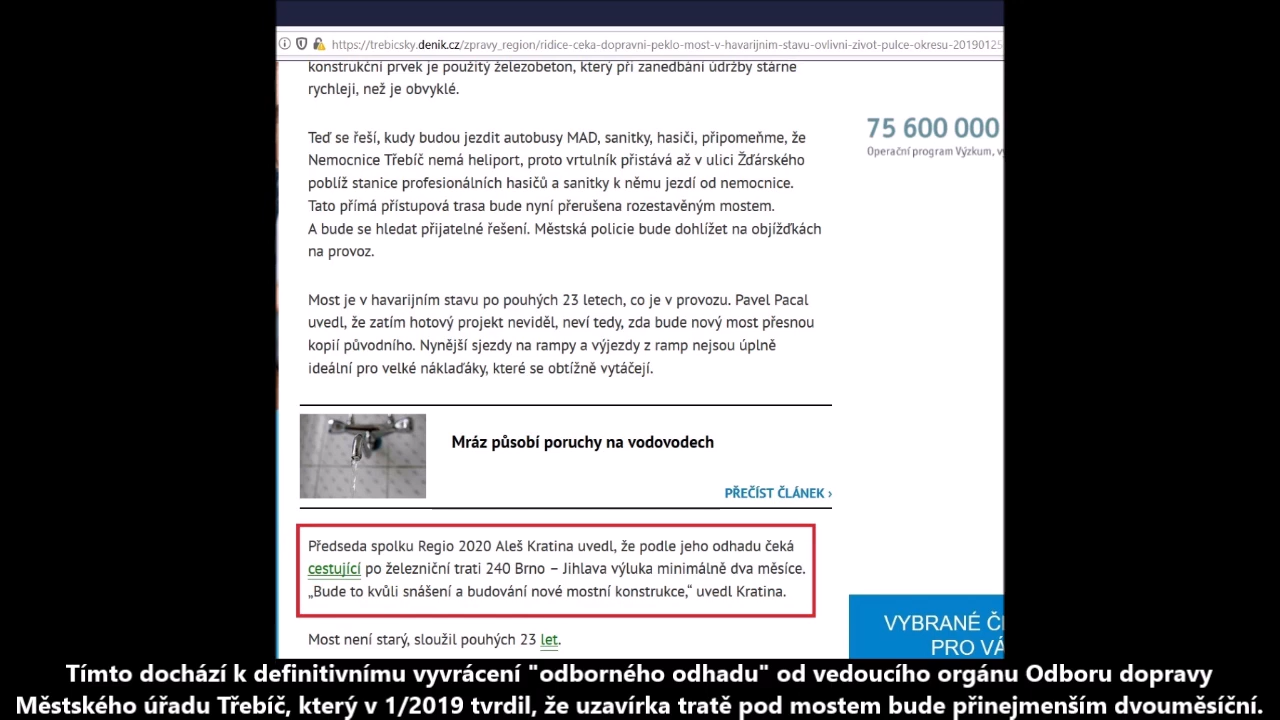 https://trebicsky.denik.cz/zpravy_region/ridice-ceka-dopravni-peklo-most-v-havarijnim-stavu-ovlivni-zivot-pulce-okresu-20190125
konstrukční prvek je použitý železobeton, který při zanedbání údržby stárne
rychleji, než je obvyklé.
75 600 000
Operační program Výzkum,
Teď se řeší, kudy budou jezdit autobusy MAD, sanitky, hasiči, připomeňme, že
Nemocnice Třebíč nemá heliport, proto vrtulník přistává až v ulici Žďárského
poblíž stanice profesionálních hasičů a sanitky k němu jezdí od nemocnice.
Tato přímá přístupová trasa bude nyní přerušena rozestavěným mostem.
A bude se hledat přijatelné řešení. Městská policie bude dohlížet na objížďkách
na provoz.
Most je v havarijním stavu po pouhých 23 letech, co je v provozu. Pavel Pacal
uvedl, že zatím hotový projekt neviděl, neví tedy, zda bude nový most přesnou
kopií původního. Nynější sjezdy na rampy a výjezdy z ramp nejsou úplně
ideální pro velké náklaďáky, které se obtížně vytáčejí.
Mráz působí poruchy na vodovodech
PŘEČÍST ČLÁNEK ›
Předseda spolku Regio 2020 Aleš Kratina uvedl, že podle jeho odhadu čeká
cestující po železniční trati 240 Brno – Jihlava výluka minimálně dva měsíce.
„Bude to kvůli snášení a budování nové mostní konstrukce,“ uvedl Kratina.
Most není starý, sloužil pouhých 23 let.
VYBRANÉ
PRO VÁ
Tímto dochází k definitivnímu vyvrácení "odborného odhadu" od vedoucího orgánu Odboru dopravy
Městského úřadu Třebíč, který v 1/2019 tvrdil, že uzavírka tratě pod mostem bude přinejmenším dvouměsíční.